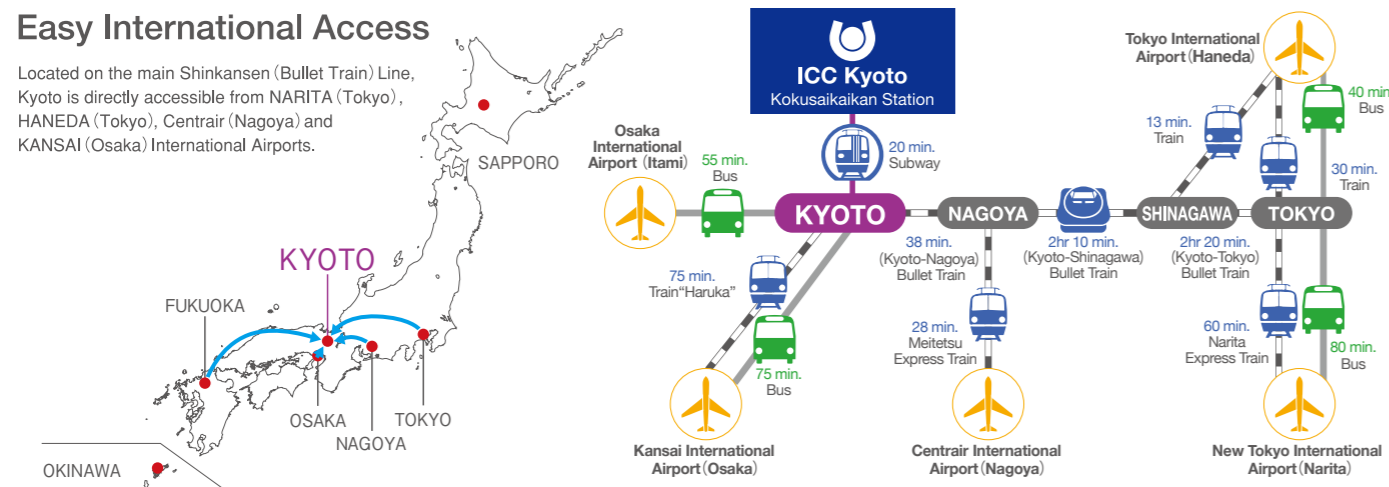 Easy International Access
Located on the main Shinkansen (Bullet Train) Line,
Kyoto is directly accessible from NARITA (Tokyo),
HANEDA (Tokyo), Centrair (Nagoya) and
KANSAI (Osaka) International Airports.
SAPPORO
KYOTO
FUKUOKA
OSAKA
TOKYO
NAGOYA
OKINAWA
ICC Kyoto
Kokusaikaikan Station
20 min.
Subway
Osaka
International
Airport (Itami)
55 min.
Bus
KYOTO
NAGOYA
SHINAGAWA
TOKYO
Tokyo International
Airport (Haneda)
13 min.
Train
40 min.
Bus
30 min.
Train
38 min.
(Kyoto-Nagoya)
Bullet Train
2hr 10 min.
(Kyoto-Shinagawa)
Bullet Train
2hr 20 min.
(Kyoto-Tokyo)
Bullet Train
75 min.
Train“Haruka”
75 min.
Bus
28 min.
Meitetsu
Express Train
60 min.
Narita
Express Train
80 min.
Bus
Kansai International
Airport (Osaka)
Centrair International
Airport (Nagoya)
New Tokyo International
Airport (Narita)